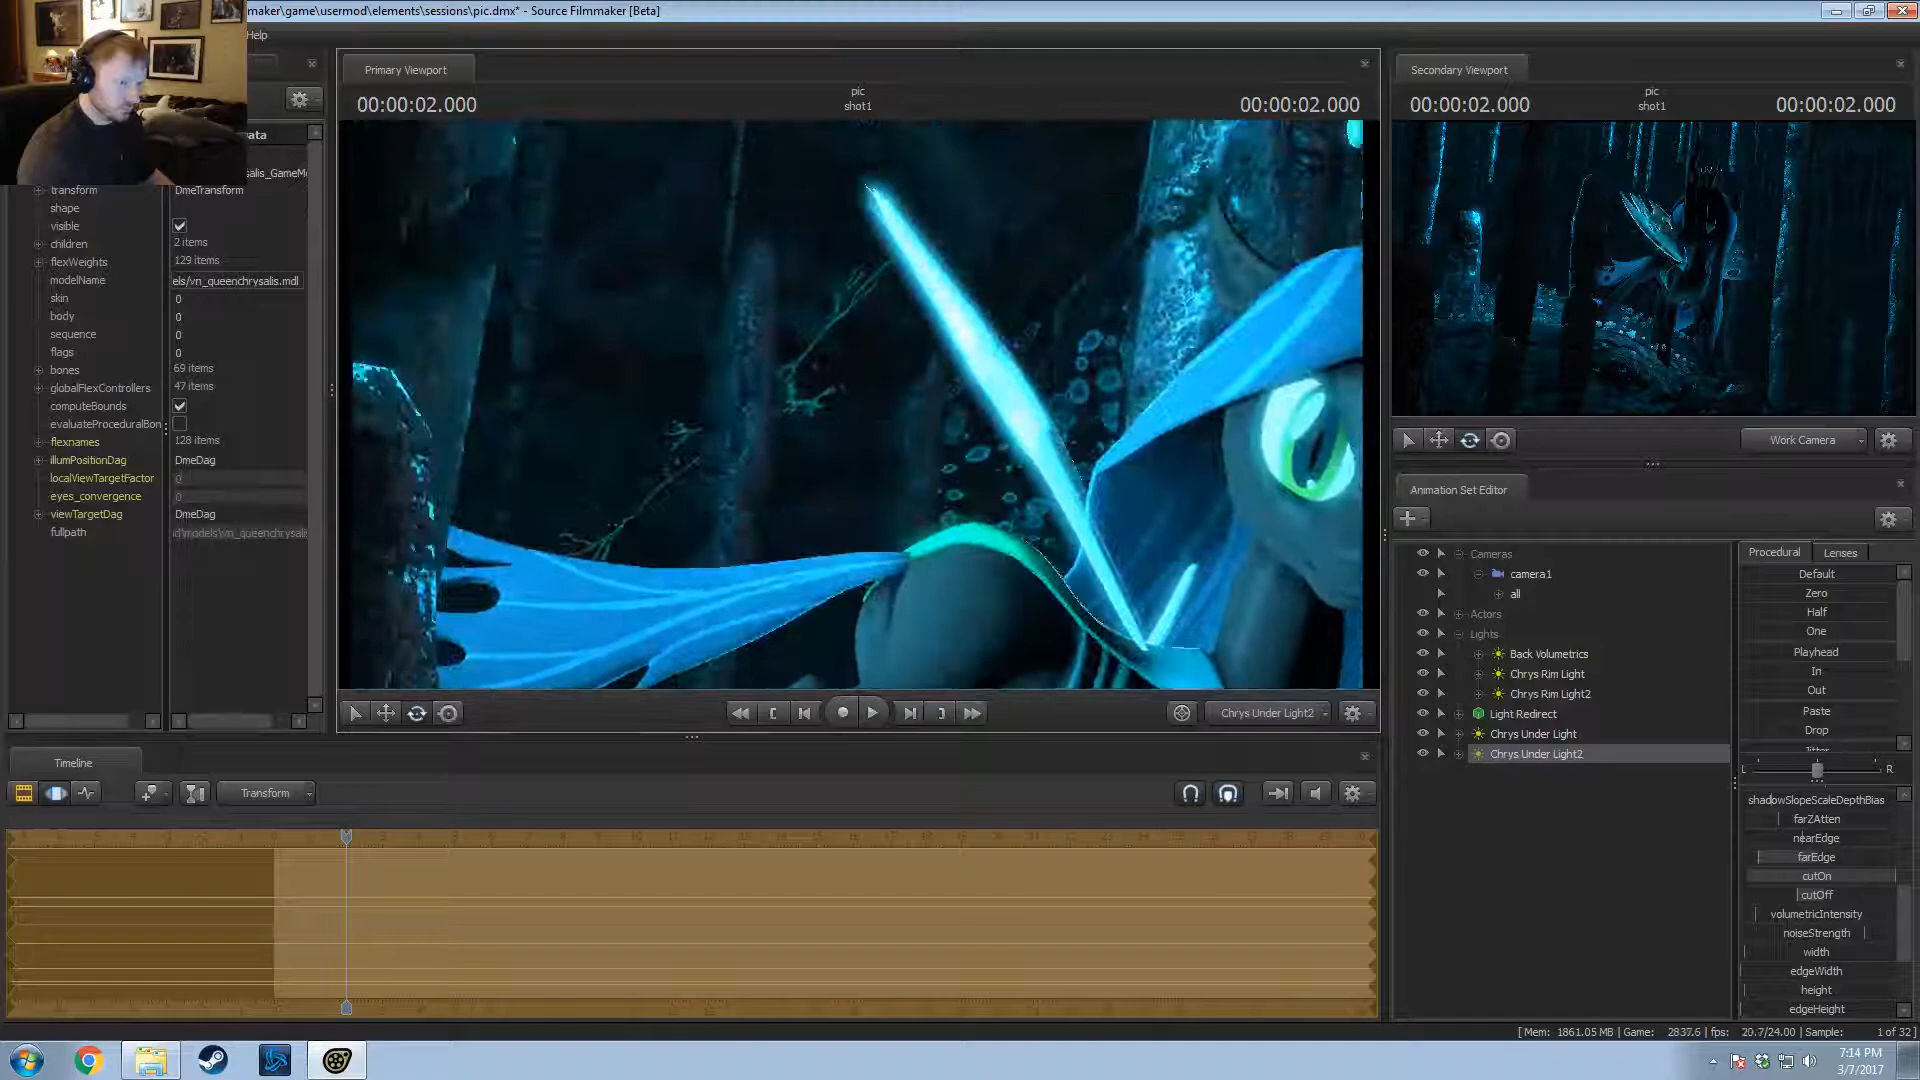 maker\game\usermod\elements\sessions\pic.dmx* - Source Filmmaker [Beta]
Help
ata
salis_GameM
transform DmeTransform
shape
visible
children 2 items
flexWeights 129 items
modelName els/vn_queenchrysalis.mdl
skin 0
body 0
sequence 0
flags 0
bones 69 items
globalFlexControllers 47 items
computeBounds
evaluateProceduralBon
flexnames 128 items
illumPositionDag DmeDag
localViewTargetFactor 0
eyes_convergence 0
viewTargetDag DmeDag
fullpath d\models\vn_queenchrysalis
Primary Viewport
00:00:02.000
pic
shot1
00:00:02.000
Chrys Under Light2
Secondary Viewport
00:00:02.000
pic
shot1
00:00:02.000
Work Camera
Animation Set Editor
Cameras
camera1
all
Actors
Lights
Back Volumetrics
Chrys Rim Light
Chrys Rim Light2
Light Redirect
Chrys Under Light
Chrys Under Light2
Procedural Lenses
Default
Zero
Half
One
Playhead
In
Out
Paste
Drop
Jitter
L R
shadowSlopeScaleDepthBias
farZAtten
nearEdge
farEdge
cutOn
cutOff
volumetricIntensity
noiseStrength
width
edgeWidth
height
edgeHeight
Timeline
Transform
[ Mem: 1861.05 MB | Game: 2837.6 | fps: 20.7/24.00 | Sample: 1 of 32 ]
7:14 PM
3/7/2017